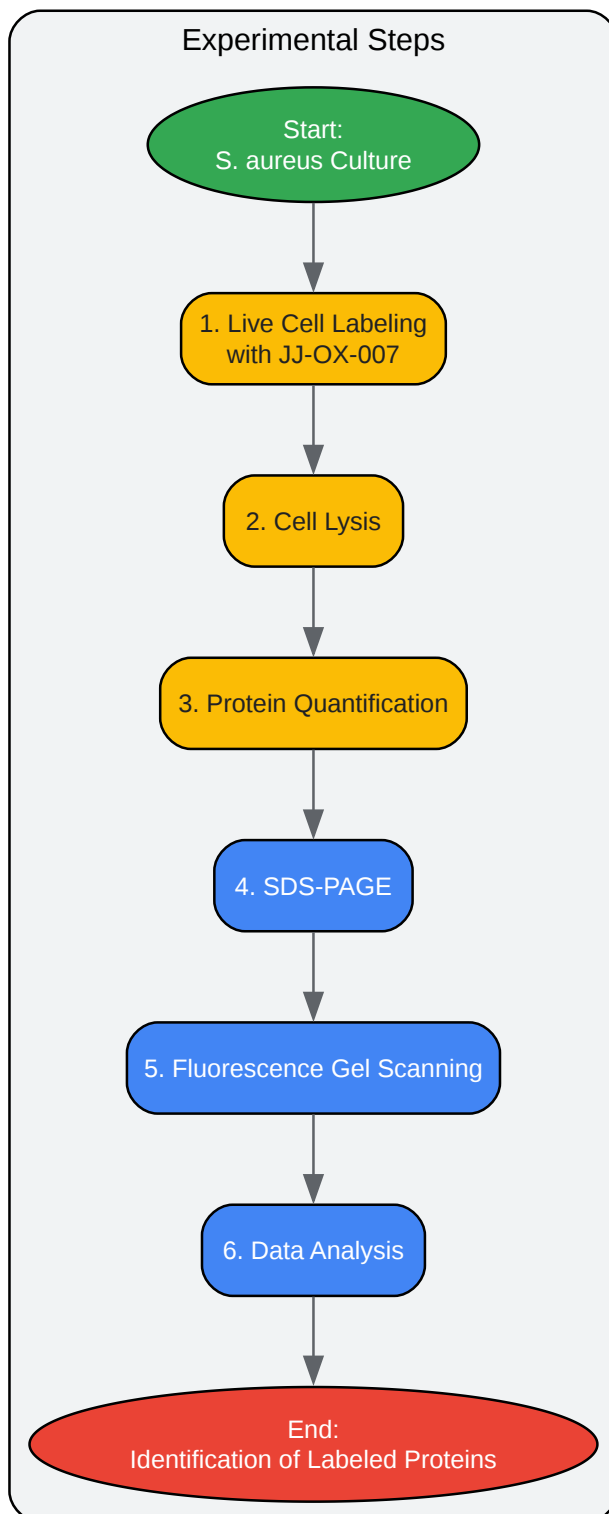 Experimental Steps
Start:
S. aureus Culture
1. Live Cell Labeling
with JJ-OX-007
2. Cell Lysis
3. Protein Quantification
4. SDS-PAGE
5. Fluorescence Gel Scanning
6. Data Analysis
End:
Identification of Labeled Proteins